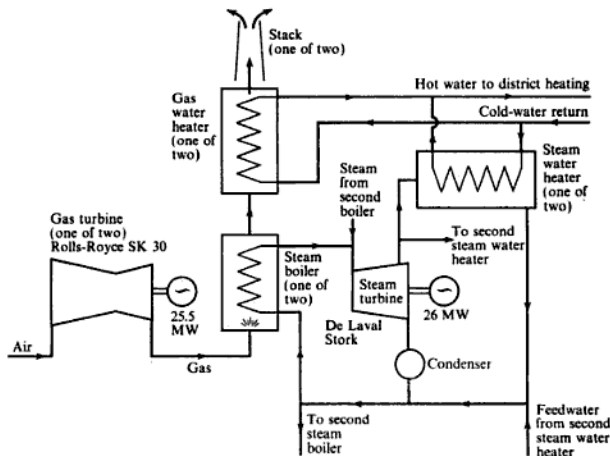 Stack
(one of two)
Hot water to district heating
Gas
water
heater
(one of
two)
Cold-water return
Steam
water
heater
(one of
two)
Steam
from
second
boiler
Gas turbine
(one of two)
Rolls-Royce SK 30
To second
steam water
heater
Steam
boiler
(one of
two)
Steam
turbine
25.5
MW
26 MW
De Laval
Stork
Air
Gas
Condenser
To second
steam
boiler
Feedwater
from second
steam water
heater